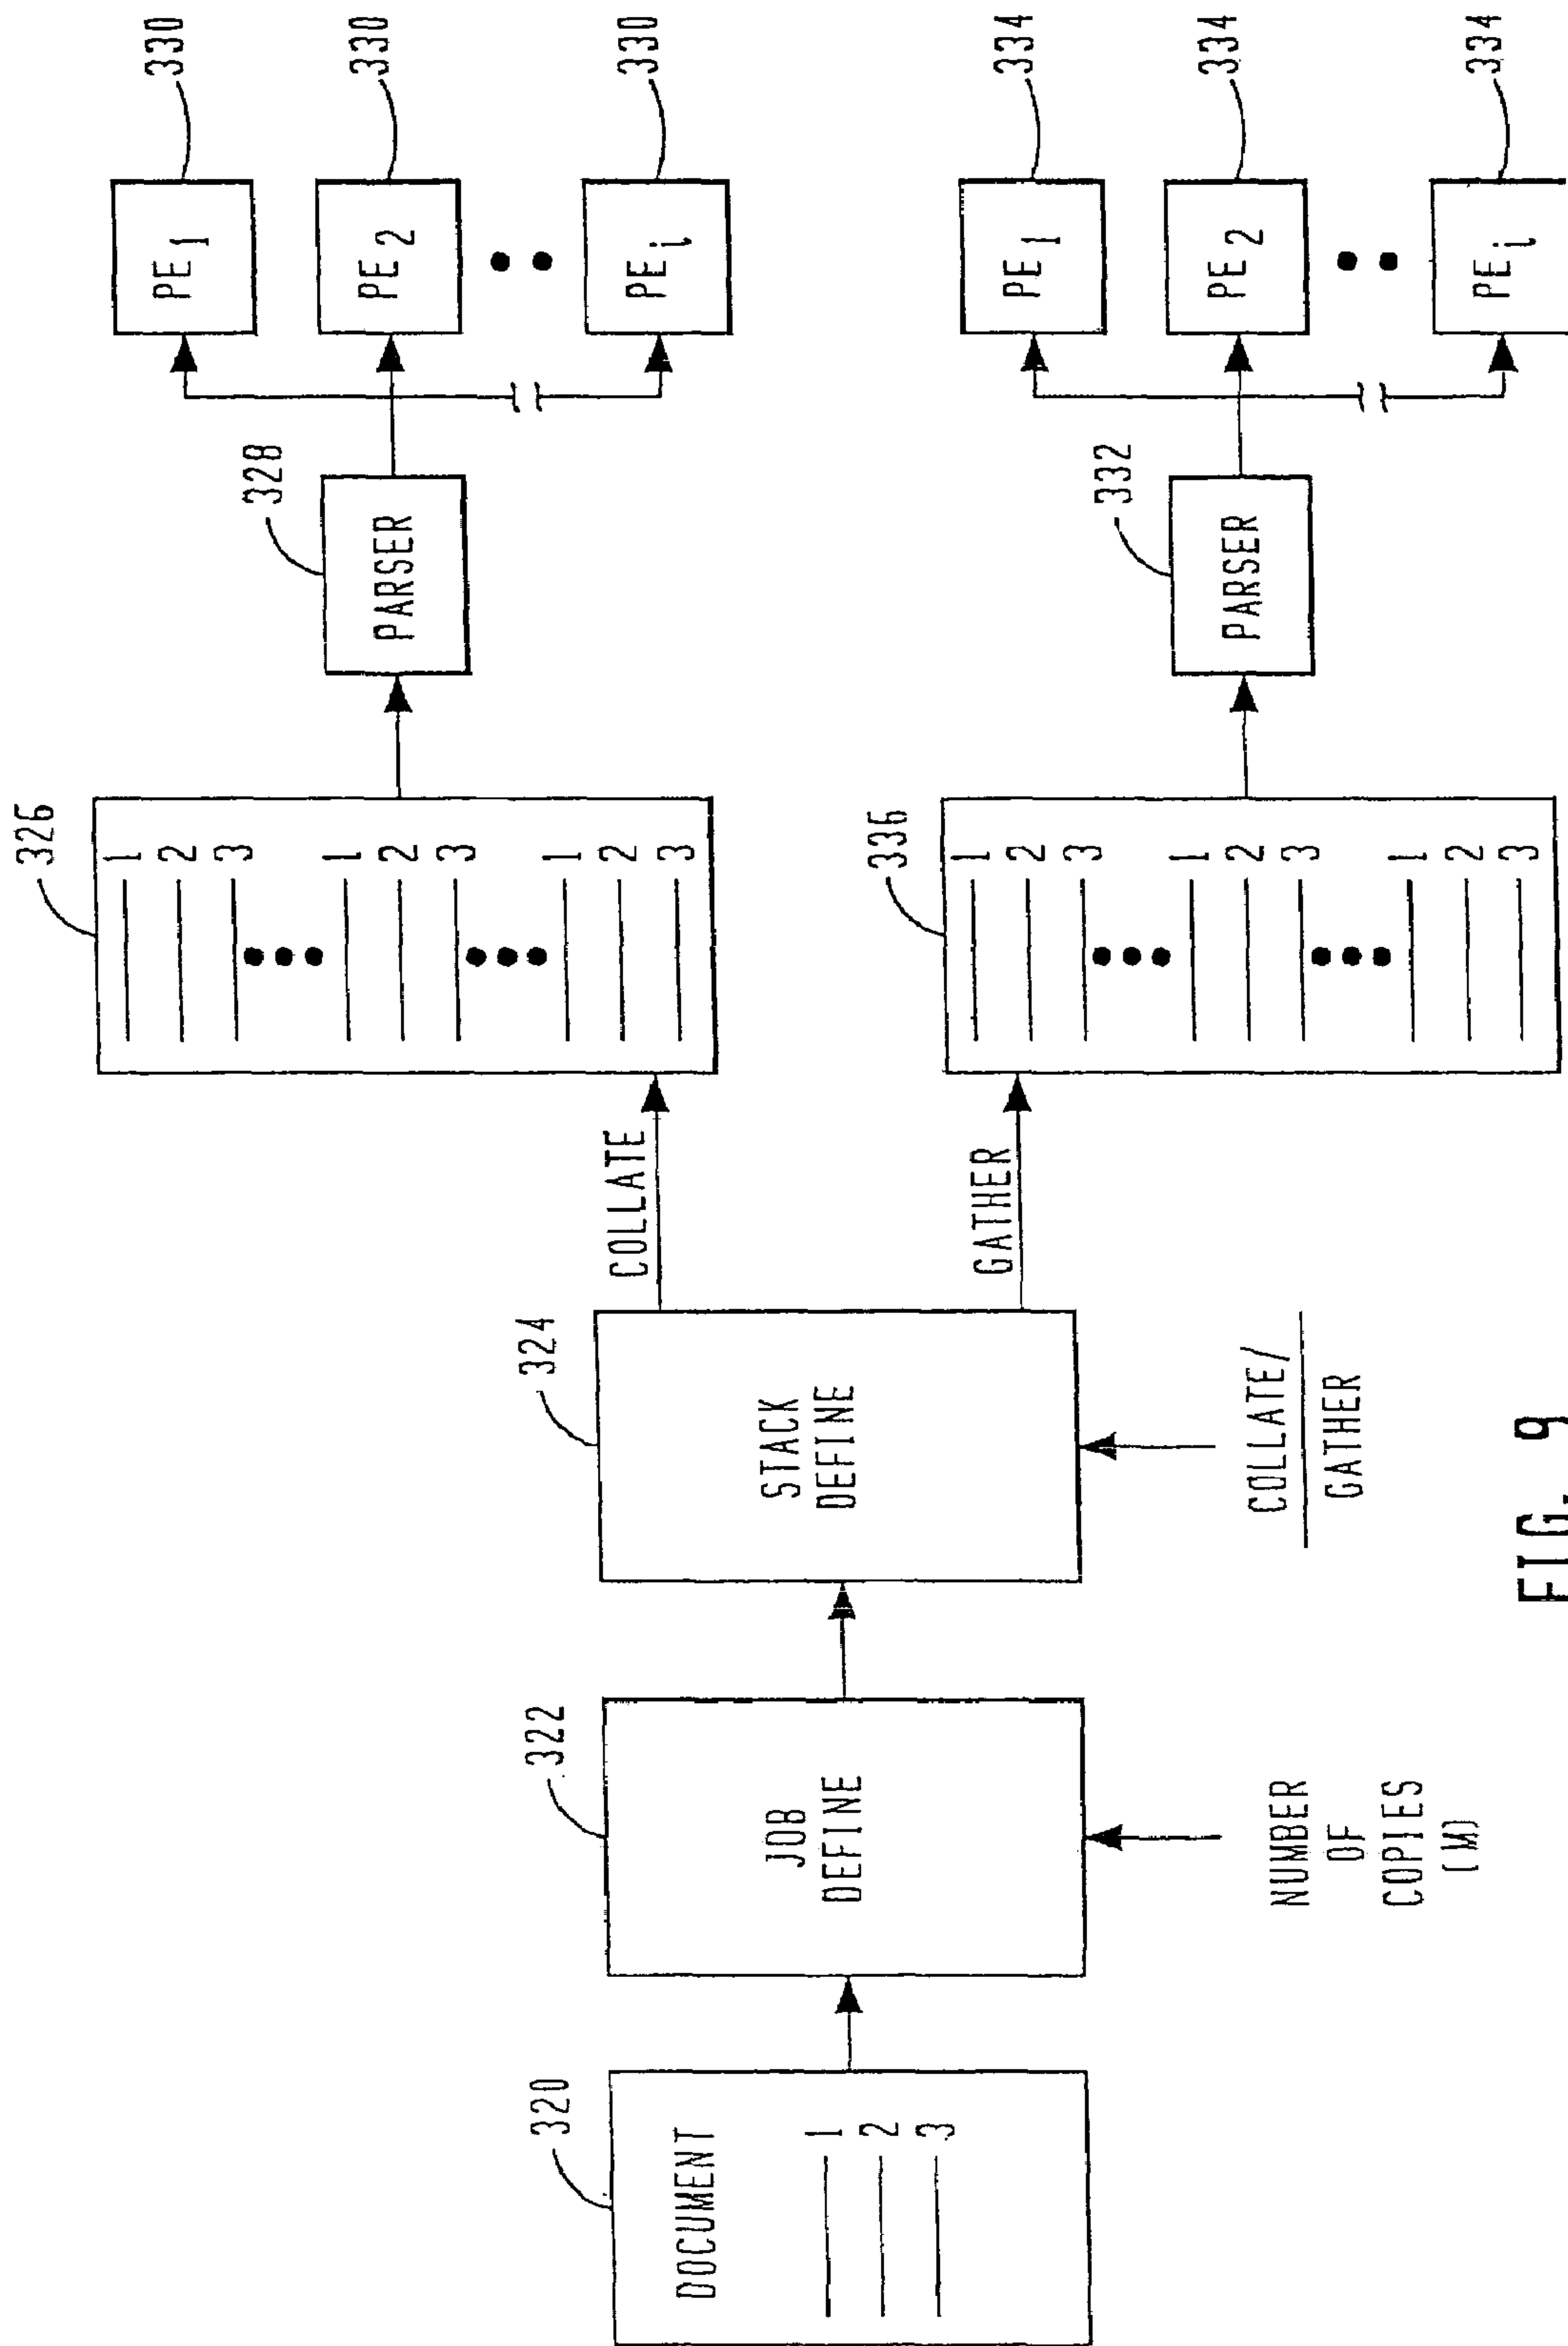 320
DOCUMENT
1
2
3
322
JOB
DEFINE
NUMBER
OF
COPIES
(M)
324
STACK
DEFINE
COLLATE/
GATHER
COLLATE
326
1
2
3
1
2
3
1
2
3
328
PARSER
PE1
330
PE2
330
PEi
330
GATHER
336
1
2
3
1
2
3
1
2
3
332
PARSER
PE1
334
PE2
334
PEi
334
FIG. 9